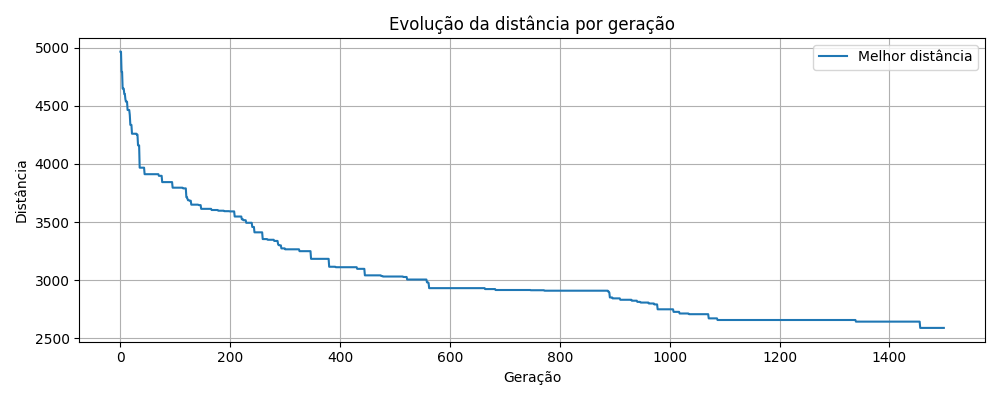 Evolução da distância por geração
Melhor distância
5000
4500
4000
3500
3000
2500
Distância
0 200 400 600 800 1000 1200 1400
Geração